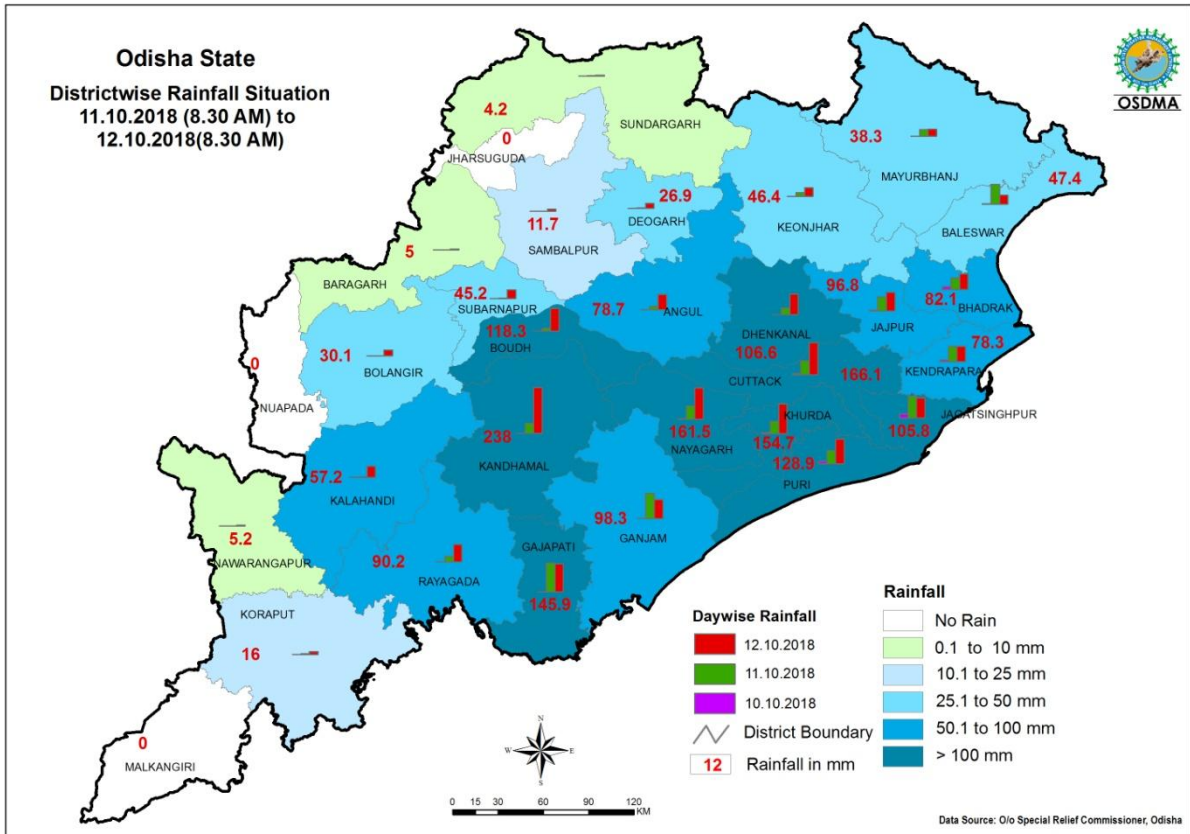 Odisha State
Districtwise Rainfall Situation
11.10.2018 (8.30 AM) to
12.10.2018(8.30 AM)
OSDMA
4.2
SUNDARGARH
0
JHARSUGUDA
38.3
MAYURBHANJ
47.4
BALESWAR
46.4
KEONJHAR
26.9
DEOGARH
11.7
SAMBALPUR
5
BARAGARH
45.2
SUBARNAPUR
118.3
BOUDH
78.7
ANGUL
DHENKANAL
106.6
96.8
JAJPUR
82.1
BHADRAK
78.3
KENDRAPARA
CUTTACK
166.1
30.1
BOLANGIR
0
NUAPADA
238
KANDHAMAL
161.5
NAYAGARH
KHURDA
154.7
JAGATSINGHPUR
105.8
128.9
PURI
57.2
KALAHANDI
98.3
GANJAM
GAJAPATI
145.9
90.2
RAYAGADA
5.2
NAWARANGAPUR
KORAPUT
16
0
MALKANGIRI
Daywise Rainfall
12.10.2018
11.10.2018
10.10.2018
District Boundary
12 Rainfall in mm
Rainfall
No Rain
0.1 to 10 mm
10.1 to 25 mm
25.1 to 50 mm
50.1 to 100 mm
> 100 mm
N
W E
S
0 15 30 60 90 120
KM
Data Source: O/o Special Relief Commissioner, Odisha